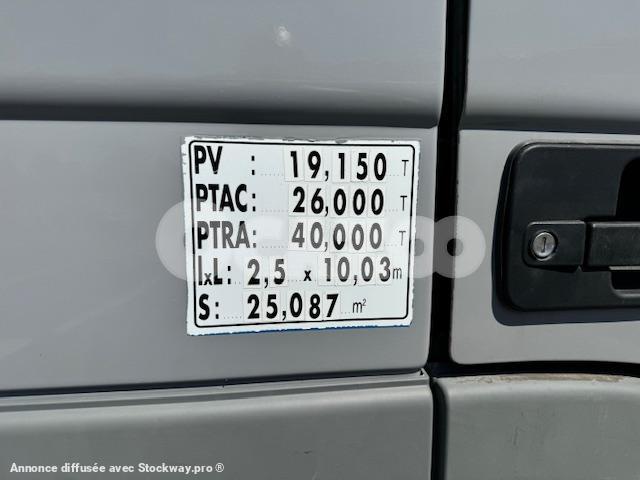 PV : 19,150 T
PTAC: 26,000 T
PTRA: 40,000 T
lxL: 2,5 x 10,03 m
S: 25,087 m²
Annonce diffusée avec Stockway.pro ®